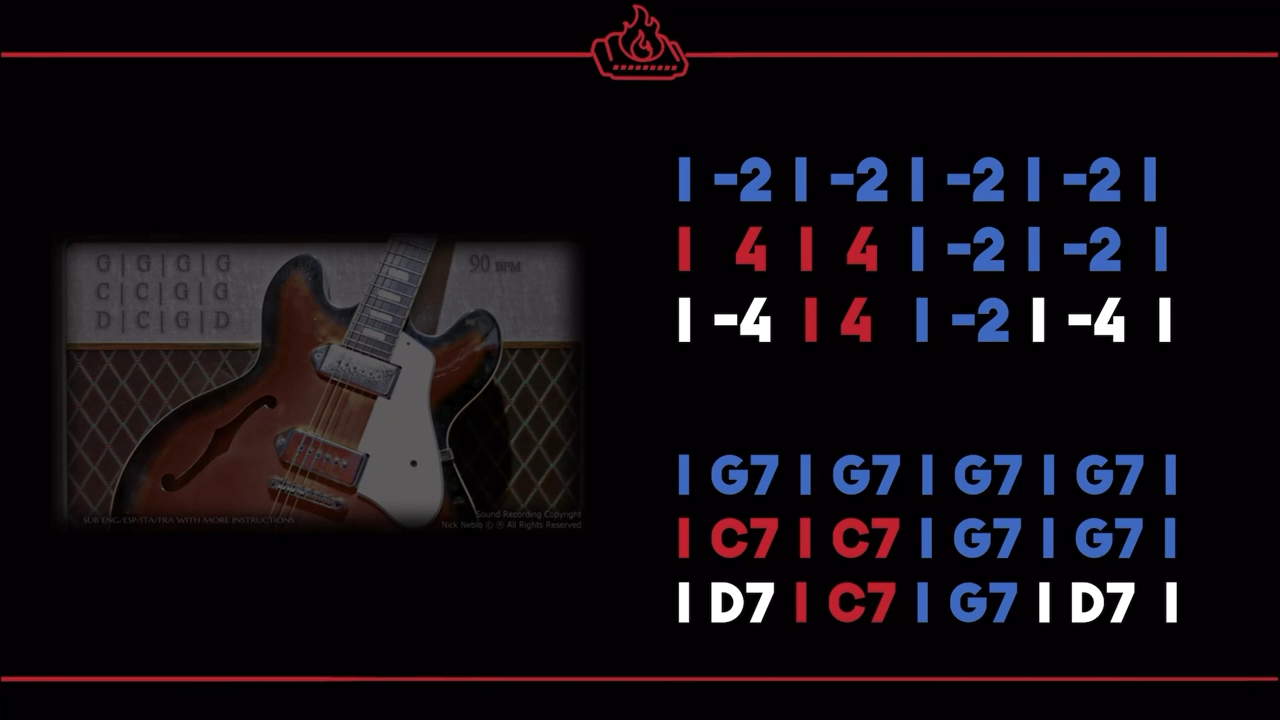 G | G | G | G
C | C | G | G
D | C | G | D
90 BPM
SUB ENG/ESP/ITA/FRA WITH MORE INSTRUCTIONS
Sound Recording Copyright
Nick Neblo © ℗ All Rights Reserved
| -2 | -2 | -2 | -2 |
| 4 | 4 | -2 | -2 |
| -4 | 4 | -2 | -4 |
| G7 | G7 | G7 | G7 |
| C7 | C7 | G7 | G7 |
| D7 | C7 | G7 | D7 |